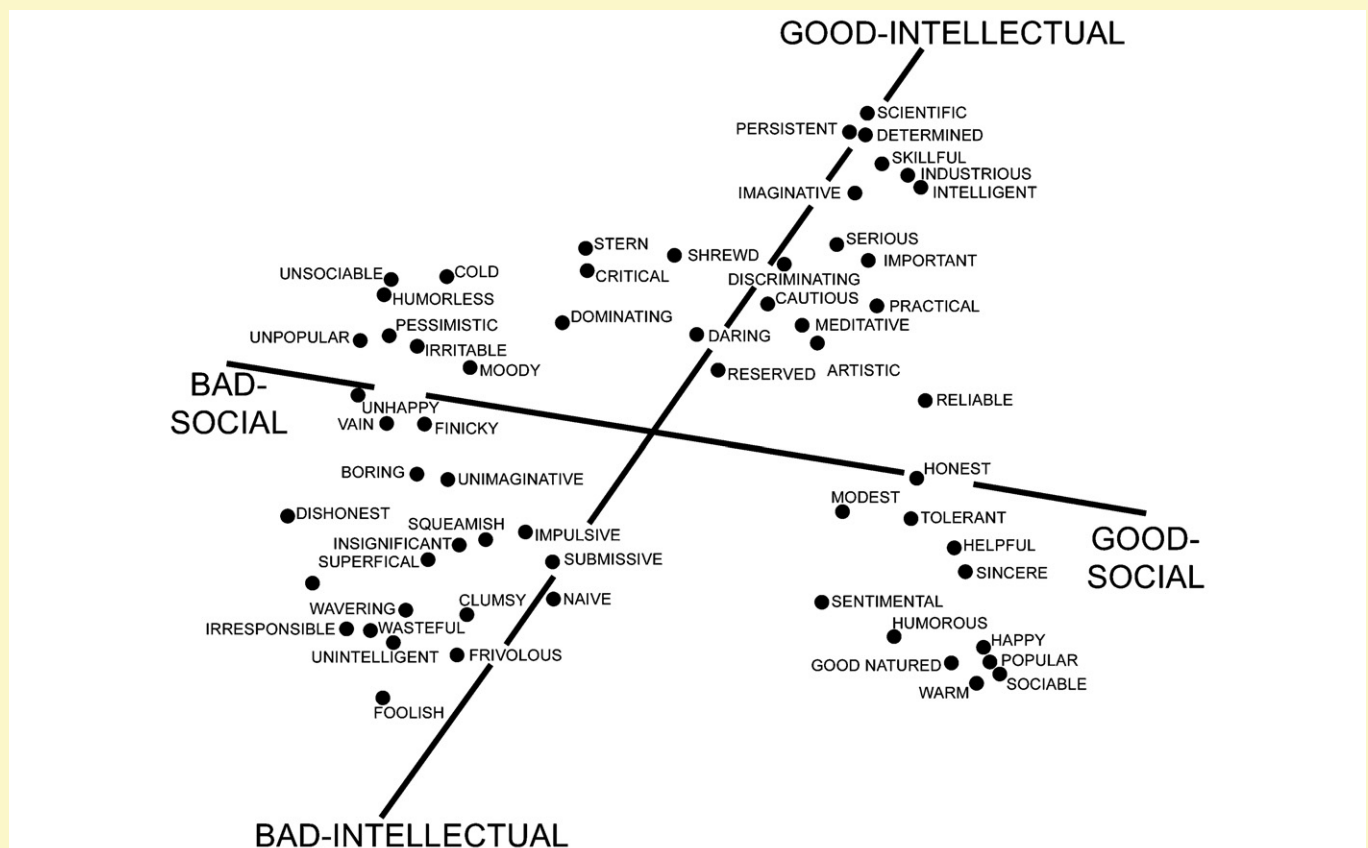 GOOD-INTELLECTUAL
SCIENTIFIC
PERSISTENT
DETERMINED
SKILLFUL
INDUSTRIOUS
IMAGINATIVE
INTELLIGENT
STERN
SERIOUS
SHREWD
IMPORTANT
UNSOCIABLE
COLD
CRITICAL
DISCRIMINATING
HUMORLESS
CAUTIOUS
PRACTICAL
DOMINATING
PESSIMISTIC
MEDITATIVE
UNPOPULAR
DARING
IRRITABLE
MOODY
RESERVED
ARTISTIC
BAD-
SOCIAL
UNHAPPY
RELIABLE
VAIN
FINICKY
HONEST
BORING
UNIMAGINATIVE
MODEST
DISHONEST
TOLERANT
SQUEAMISH
IMPULSIVE
GOOD-
SOCIAL
INSIGNIFICANT
HELPFUL
SUPERFICAL
SUBMISSIVE
SINCERE
CLUMSY
NAIVE
SENTIMENTAL
WAVERING
HUMOROUS
IRRESPONSIBLE
WASTEFUL
HAPPY
UNINTELLIGENT
FRIVOLOUS
GOOD NATURED
POPULAR
WARM
SOCIABLE
FOOLISH
BAD-INTELLECTUAL